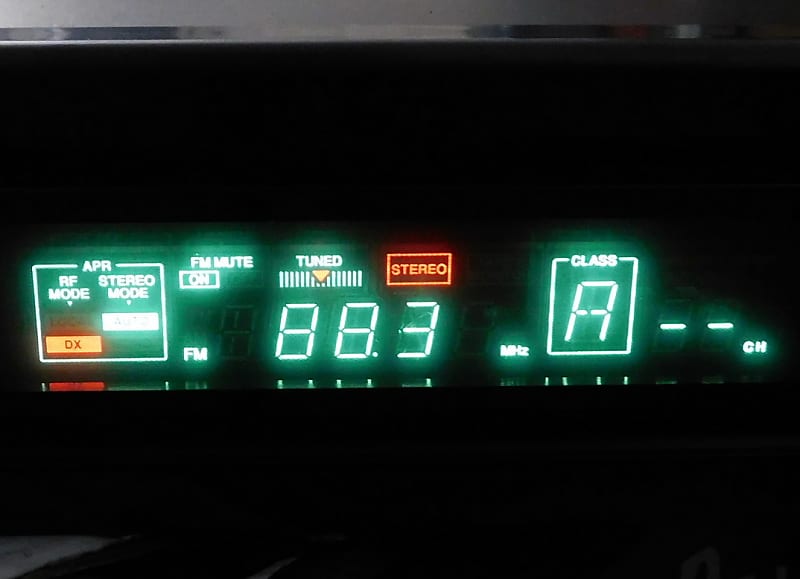 APR
RF MODE
STEREO MODE
AUTO
DX
FM MUTE
ON
FM
TUNED
STEREO
88.3
MHz
CLASS
A
--
CH